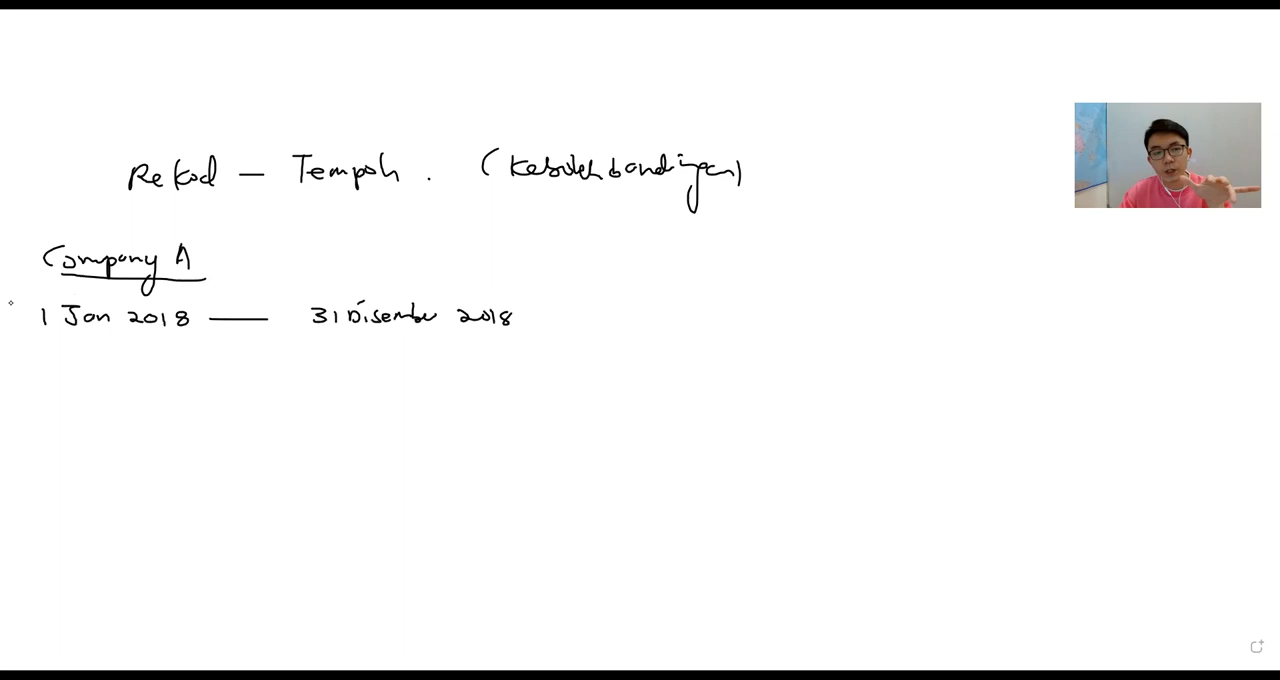 Rekod — Tempoh . (Kebolehbandingan)
Company A
1 Jan 2018 —— 31 Disember 2018